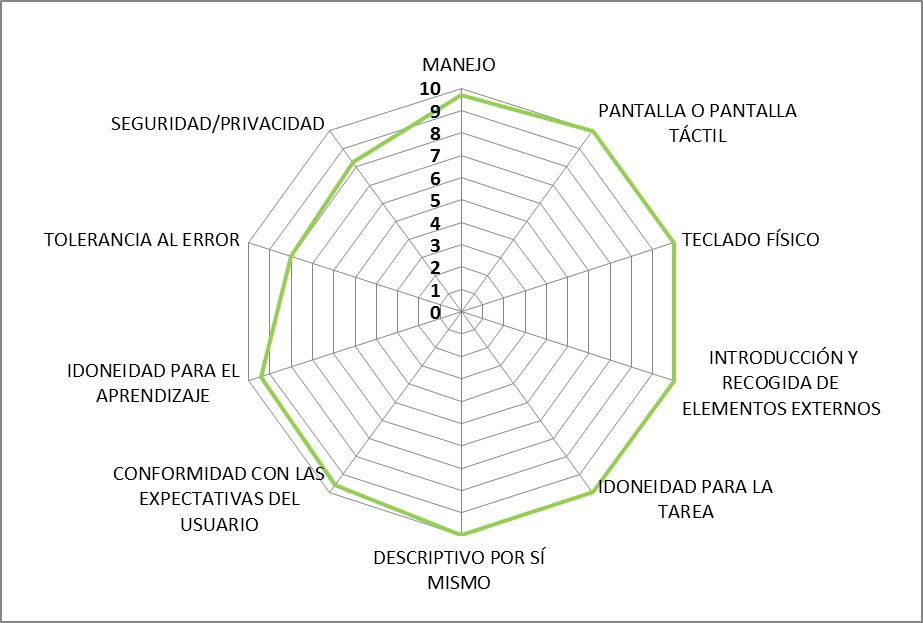 MANEJO
PANTALLA O PANTALLA
TÁCTIL
TECLADO FÍSICO
INTRODUCCIÓN Y
RECOGIDA DE
ELEMENTOS EXTERNOS
IDONEIDAD PARA LA
TAREA
DESCRIPTIVO POR SÍ
MISMO
CONFORMIDAD CON LAS
EXPECTATIVAS DEL
USUARIO
IDONEIDAD PARA EL
APRENDIZAJE
TOLERANCIA AL ERROR
SEGURIDAD/PRIVACIDAD
10
9
8
7
6
5
4
3
2
1
0